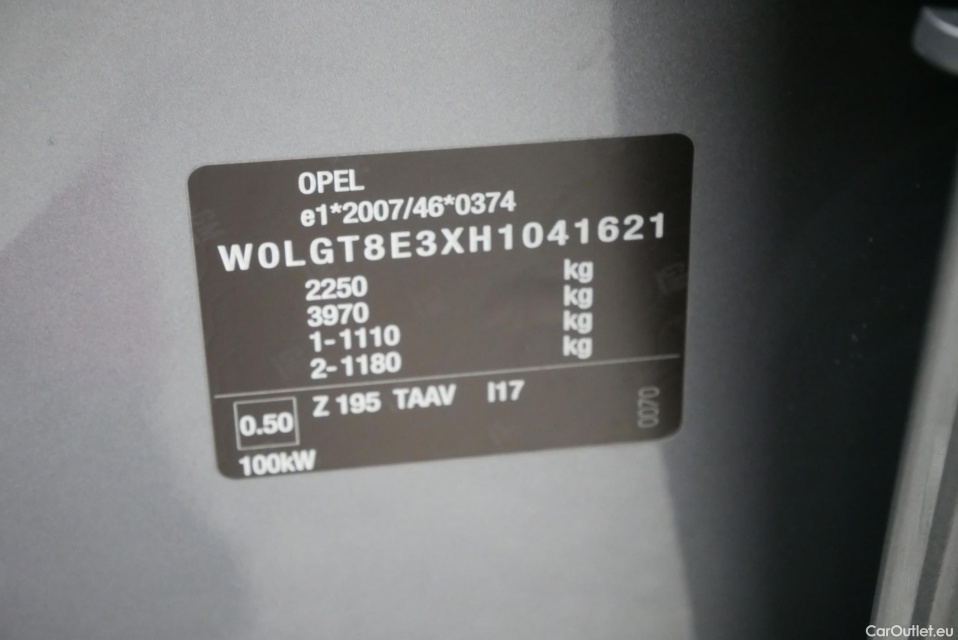 OPEL
e1*2007/46*0374
W0LGT8E3XH1041621
2250 kg
3970 kg
1-1110 kg
2-1180 kg
0.50 Z 195 TAAV I17
0070
100kW
CarOutlet.eu